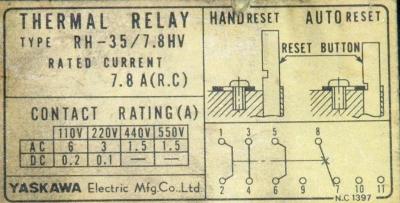 THERMAL RELAY
TYPE RH-35/7.8HV
RATED CURRENT
7.8 A(R.C)
CONTACT RATING(A)
110V 220V 440V 550V
AC 6 3 1.5 1.5
DC 0.2 0.1 — —
YASKAWA Electric Mfg.Co.,Ltd.
HAND RESET AUTO RESET
RESET BUTTON
1 3 5 8
2 4 6 7 9 10 11
N.C 1397